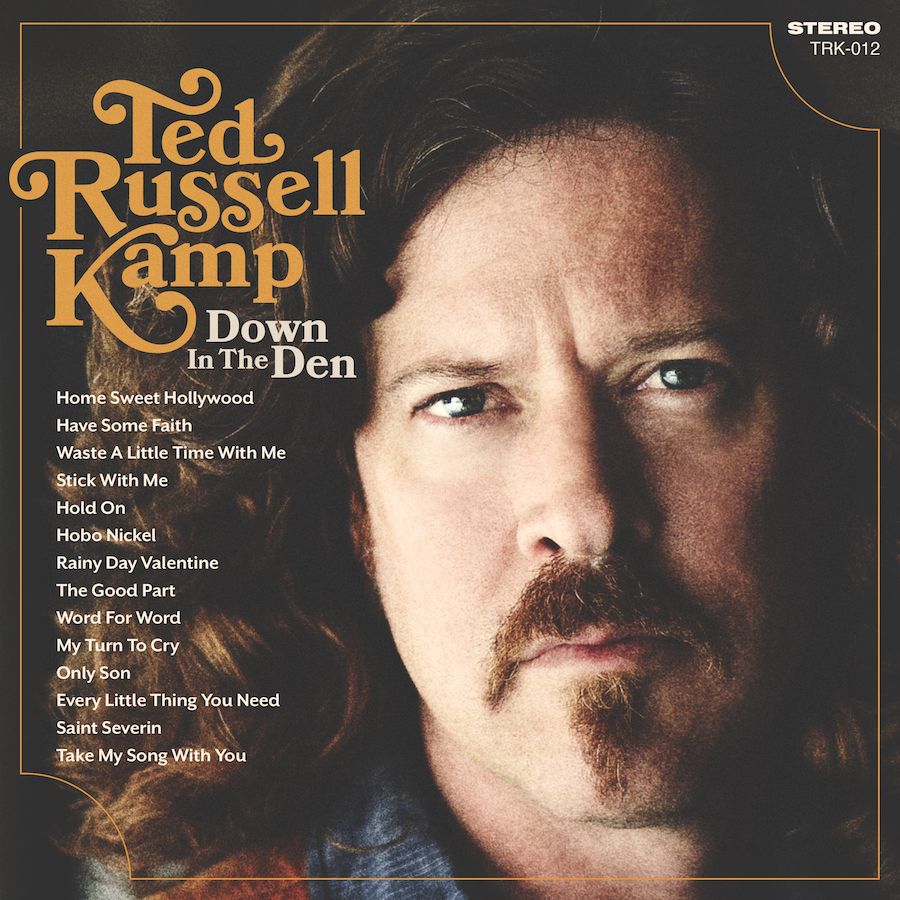 STEREO
TRK-012
Ted
Russell
Kamp
Down
In The Den
Home Sweet Hollywood
Have Some Faith
Waste A Little Time With Me
Stick With Me
Hold On
Hobo Nickel
Rainy Day Valentine
The Good Part
Word For Word
My Turn To Cry
Only Son
Every Little Thing You Need
Saint Severin
Take My Song With You